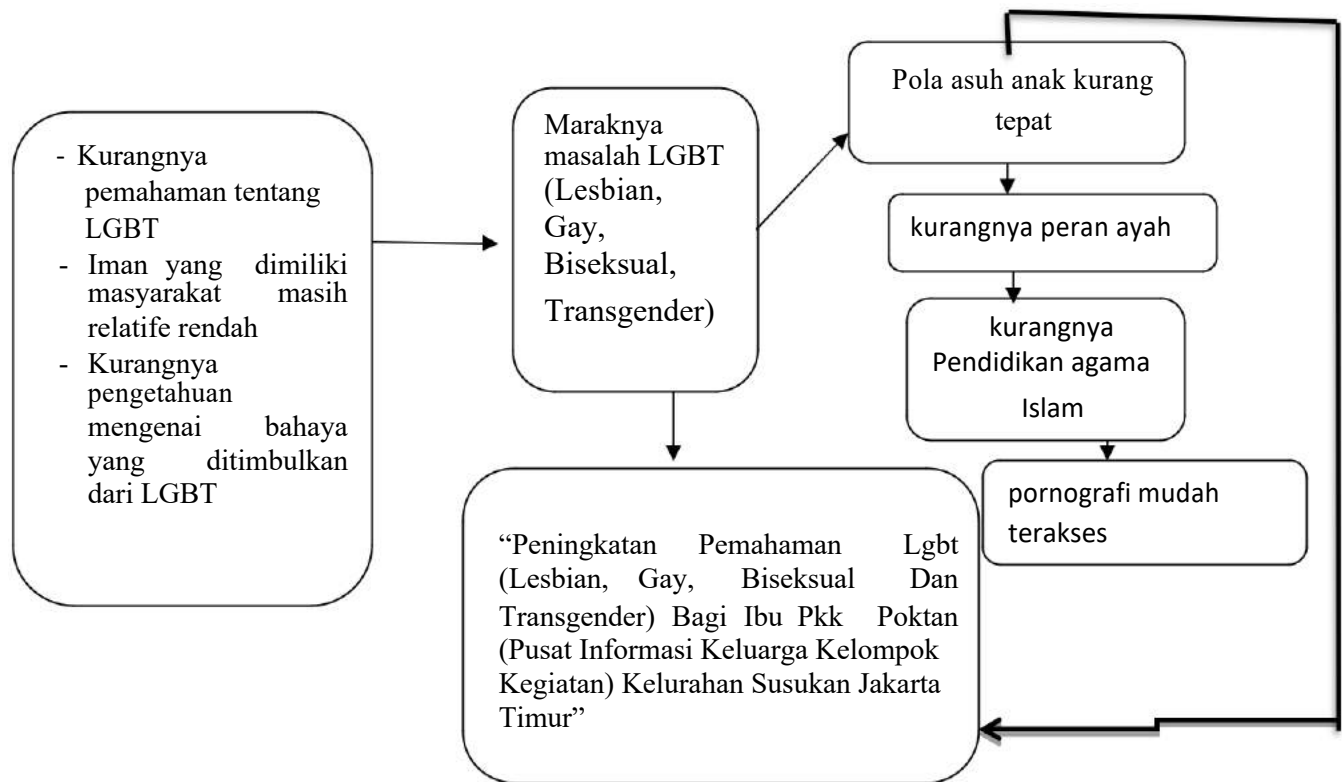 - Kurangnya
pemahaman tentang
LGBT
- Iman yang dimiliki
masyarakat masih
relatife rendah
- Kurangnya
pengetahuan
mengenai bahaya
yang ditimbulkan
dari LGBT
Maraknya
masalah LGBT
(Lesbian,
Gay,
Biseksual,
Transgender)
Pola asuh anak kurang
tepat
kurangnya peran ayah
kurangnya
Pendidikan agama
Islam
pornografi mudah
terakses
“Peningkatan Pemahaman Lgbt
(Lesbian, Gay, Biseksual Dan
Transgender) Bagi Ibu Pkk Poktan
(Pusat Informasi Keluarga Kelompok
Kegiatan) Kelurahan Susukan Jakarta
Timur”